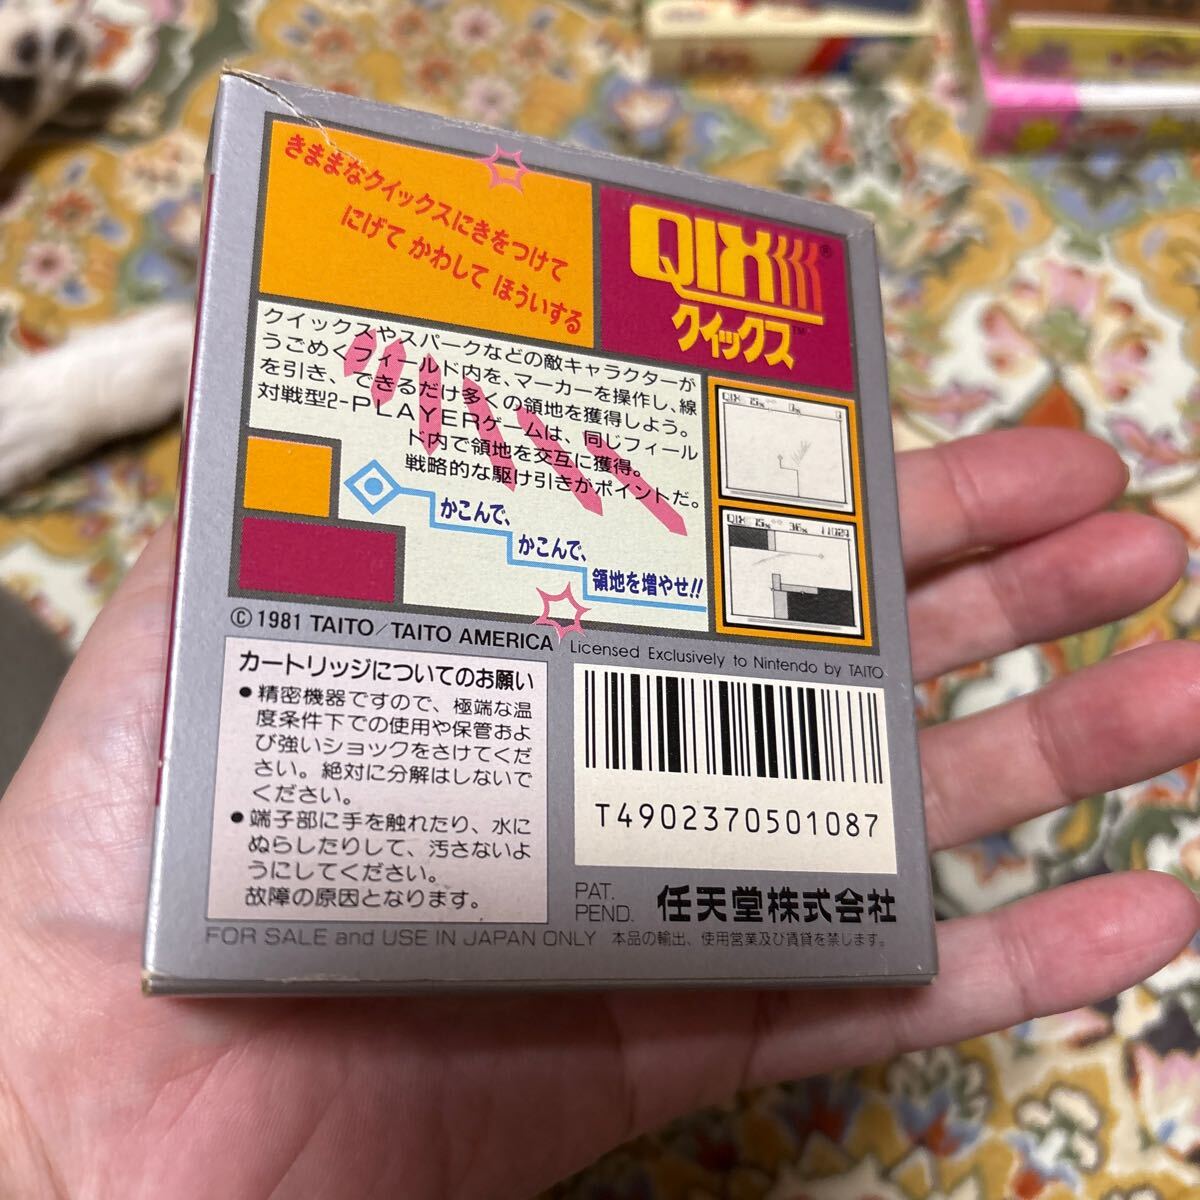 きままなクイックスにきをつけて
にげて かわして ほういする
QIX®
クイックス™
クイックスやスパークなどの敵キャラクターが
うごめくフィールド内を、マーカーを操作し、線
を引き、できるだけ多くの領地を獲得しよう。
対戦型2-PLAYERゲームは、同じフィール
ド内で領地を交互に獲得。
戦略的な駆け引きがポイントだ。
かこんで、
かこんで、
領地を増やせ!!
QIX 75%
QIX 75% 36% 11024
© 1981 TAITO/TAITO AMERICA
Licensed Exclusively to Nintendo by TAITO
カートリッジについてのお願い
●精密機器ですので、極端な温
度条件下での使用や保管およ
び強いショックをさけてくだ
さい。絶対に分解はしないで
ください。
●端子部に手を触れたり、水に
ぬらしたりして、汚さないよ
うにしてください。
故障の原因となります。
T4902370501087
PAT.
PEND.
任天堂株式会社
FOR SALE and USE IN JAPAN ONLY 本品の輸出、使用営業及び賃貸を禁じます。